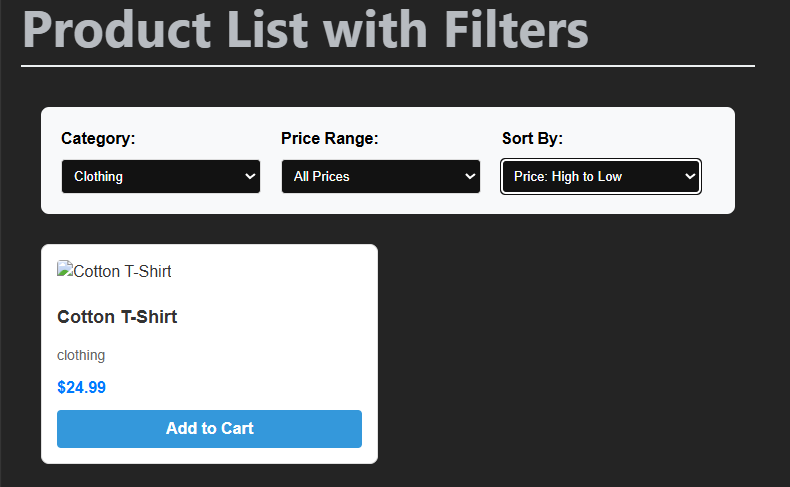 Product List with Filters
Category: Price Range: Sort By:
Clothing All Prices Price: High to Low
Cotton T-Shirt
Cotton T-Shirt
clothing
$24.99
Add to Cart